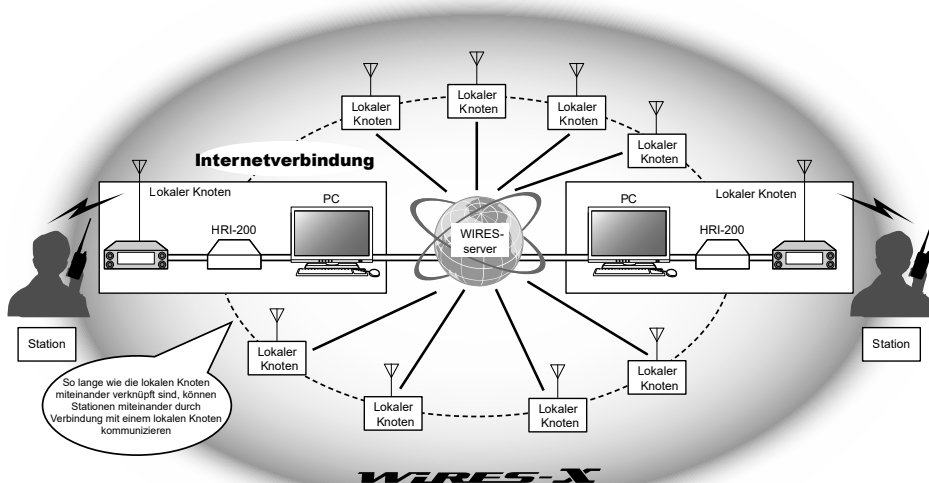 Lokaler
Knoten
Lokaler
Knoten
Lokaler
Knoten
Lokaler
Knoten
Internetverbindung
Lokaler Knoten
PC
HRI-200
WIRES-
server
Lokaler Knoten
PC
HRI-200
Station
Station
Lokaler
Knoten
Lokaler
Knoten
Lokaler
Knoten
Lokaler
Knoten
So lange wie die lokalen Knoten
miteinander verknüpft sind, können
Stationen miteinander durch
Verbindung mit einem lokalen Knoten
kommunizieren
WiRES-X